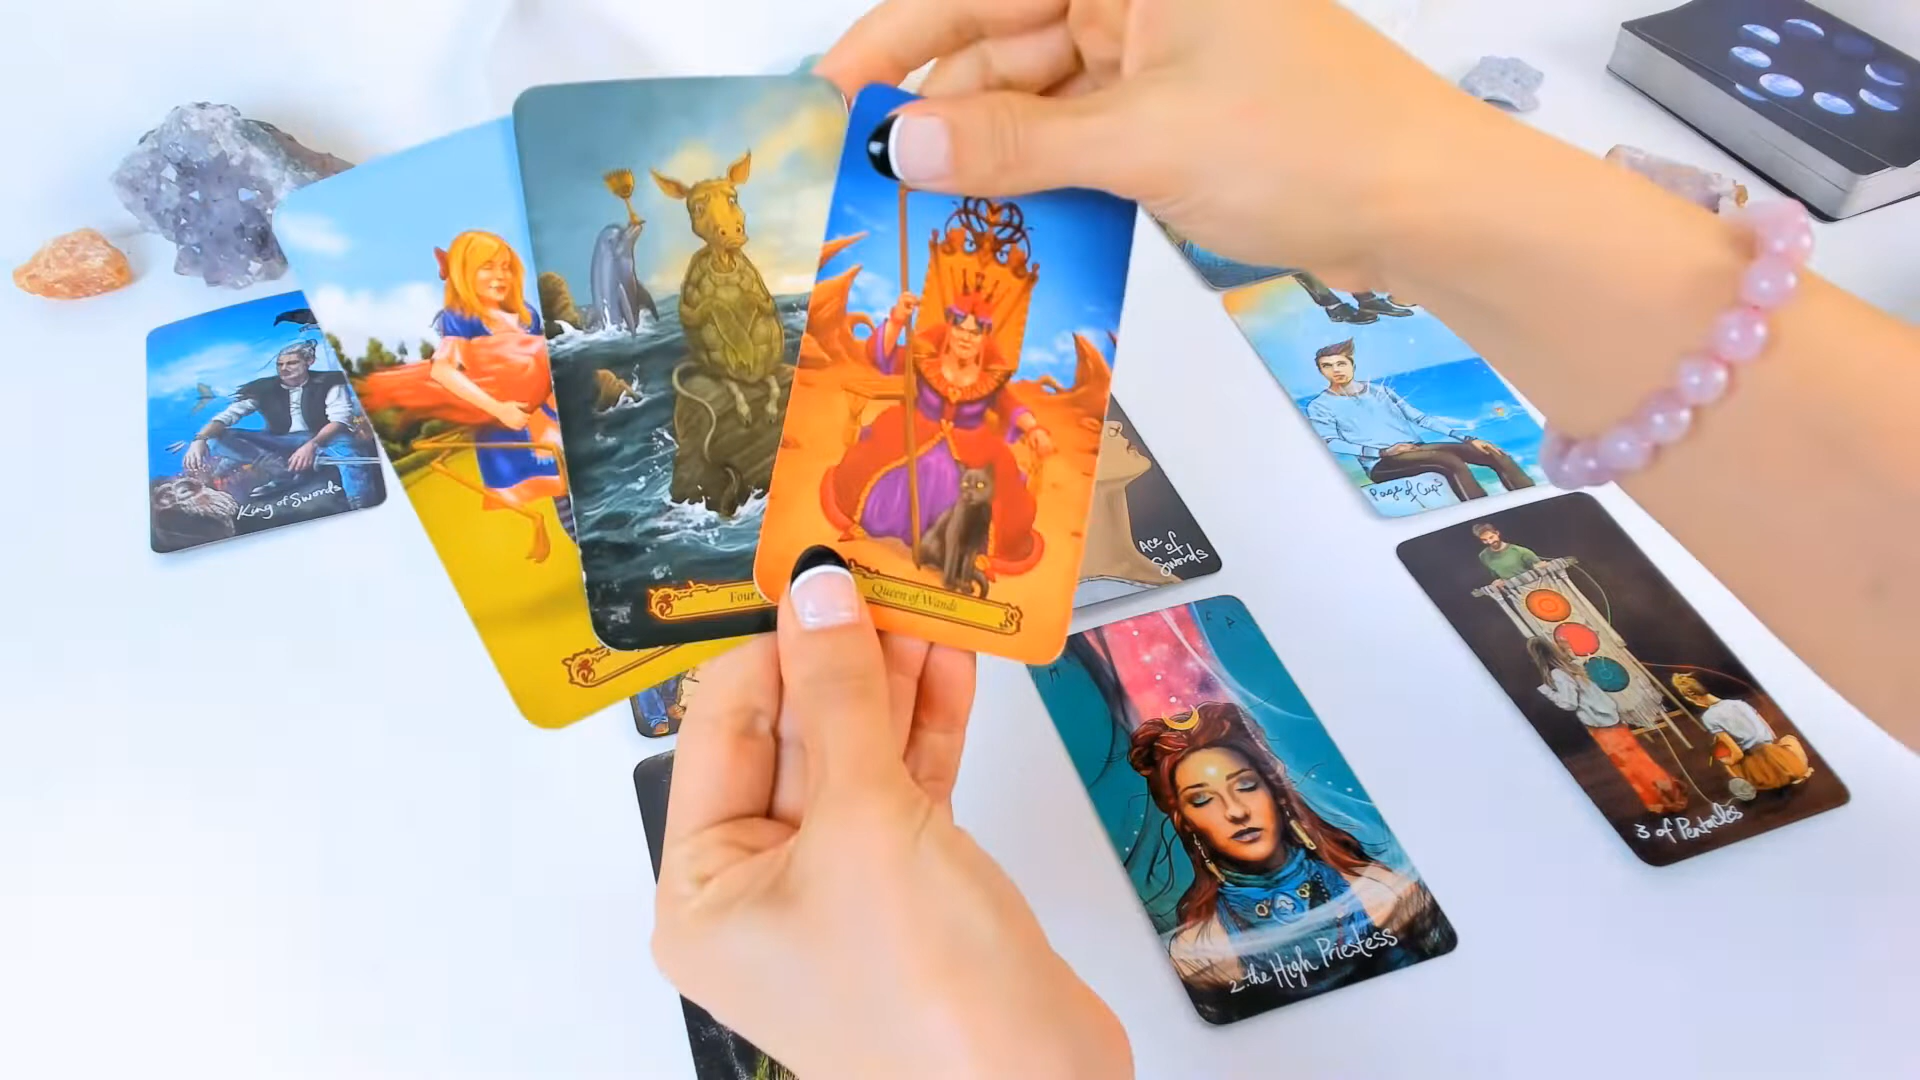 King of Swords
Four
Queen of Wands
Ace of
Swords
Page of Cups
3 of Pentacles
2. the High Priestess